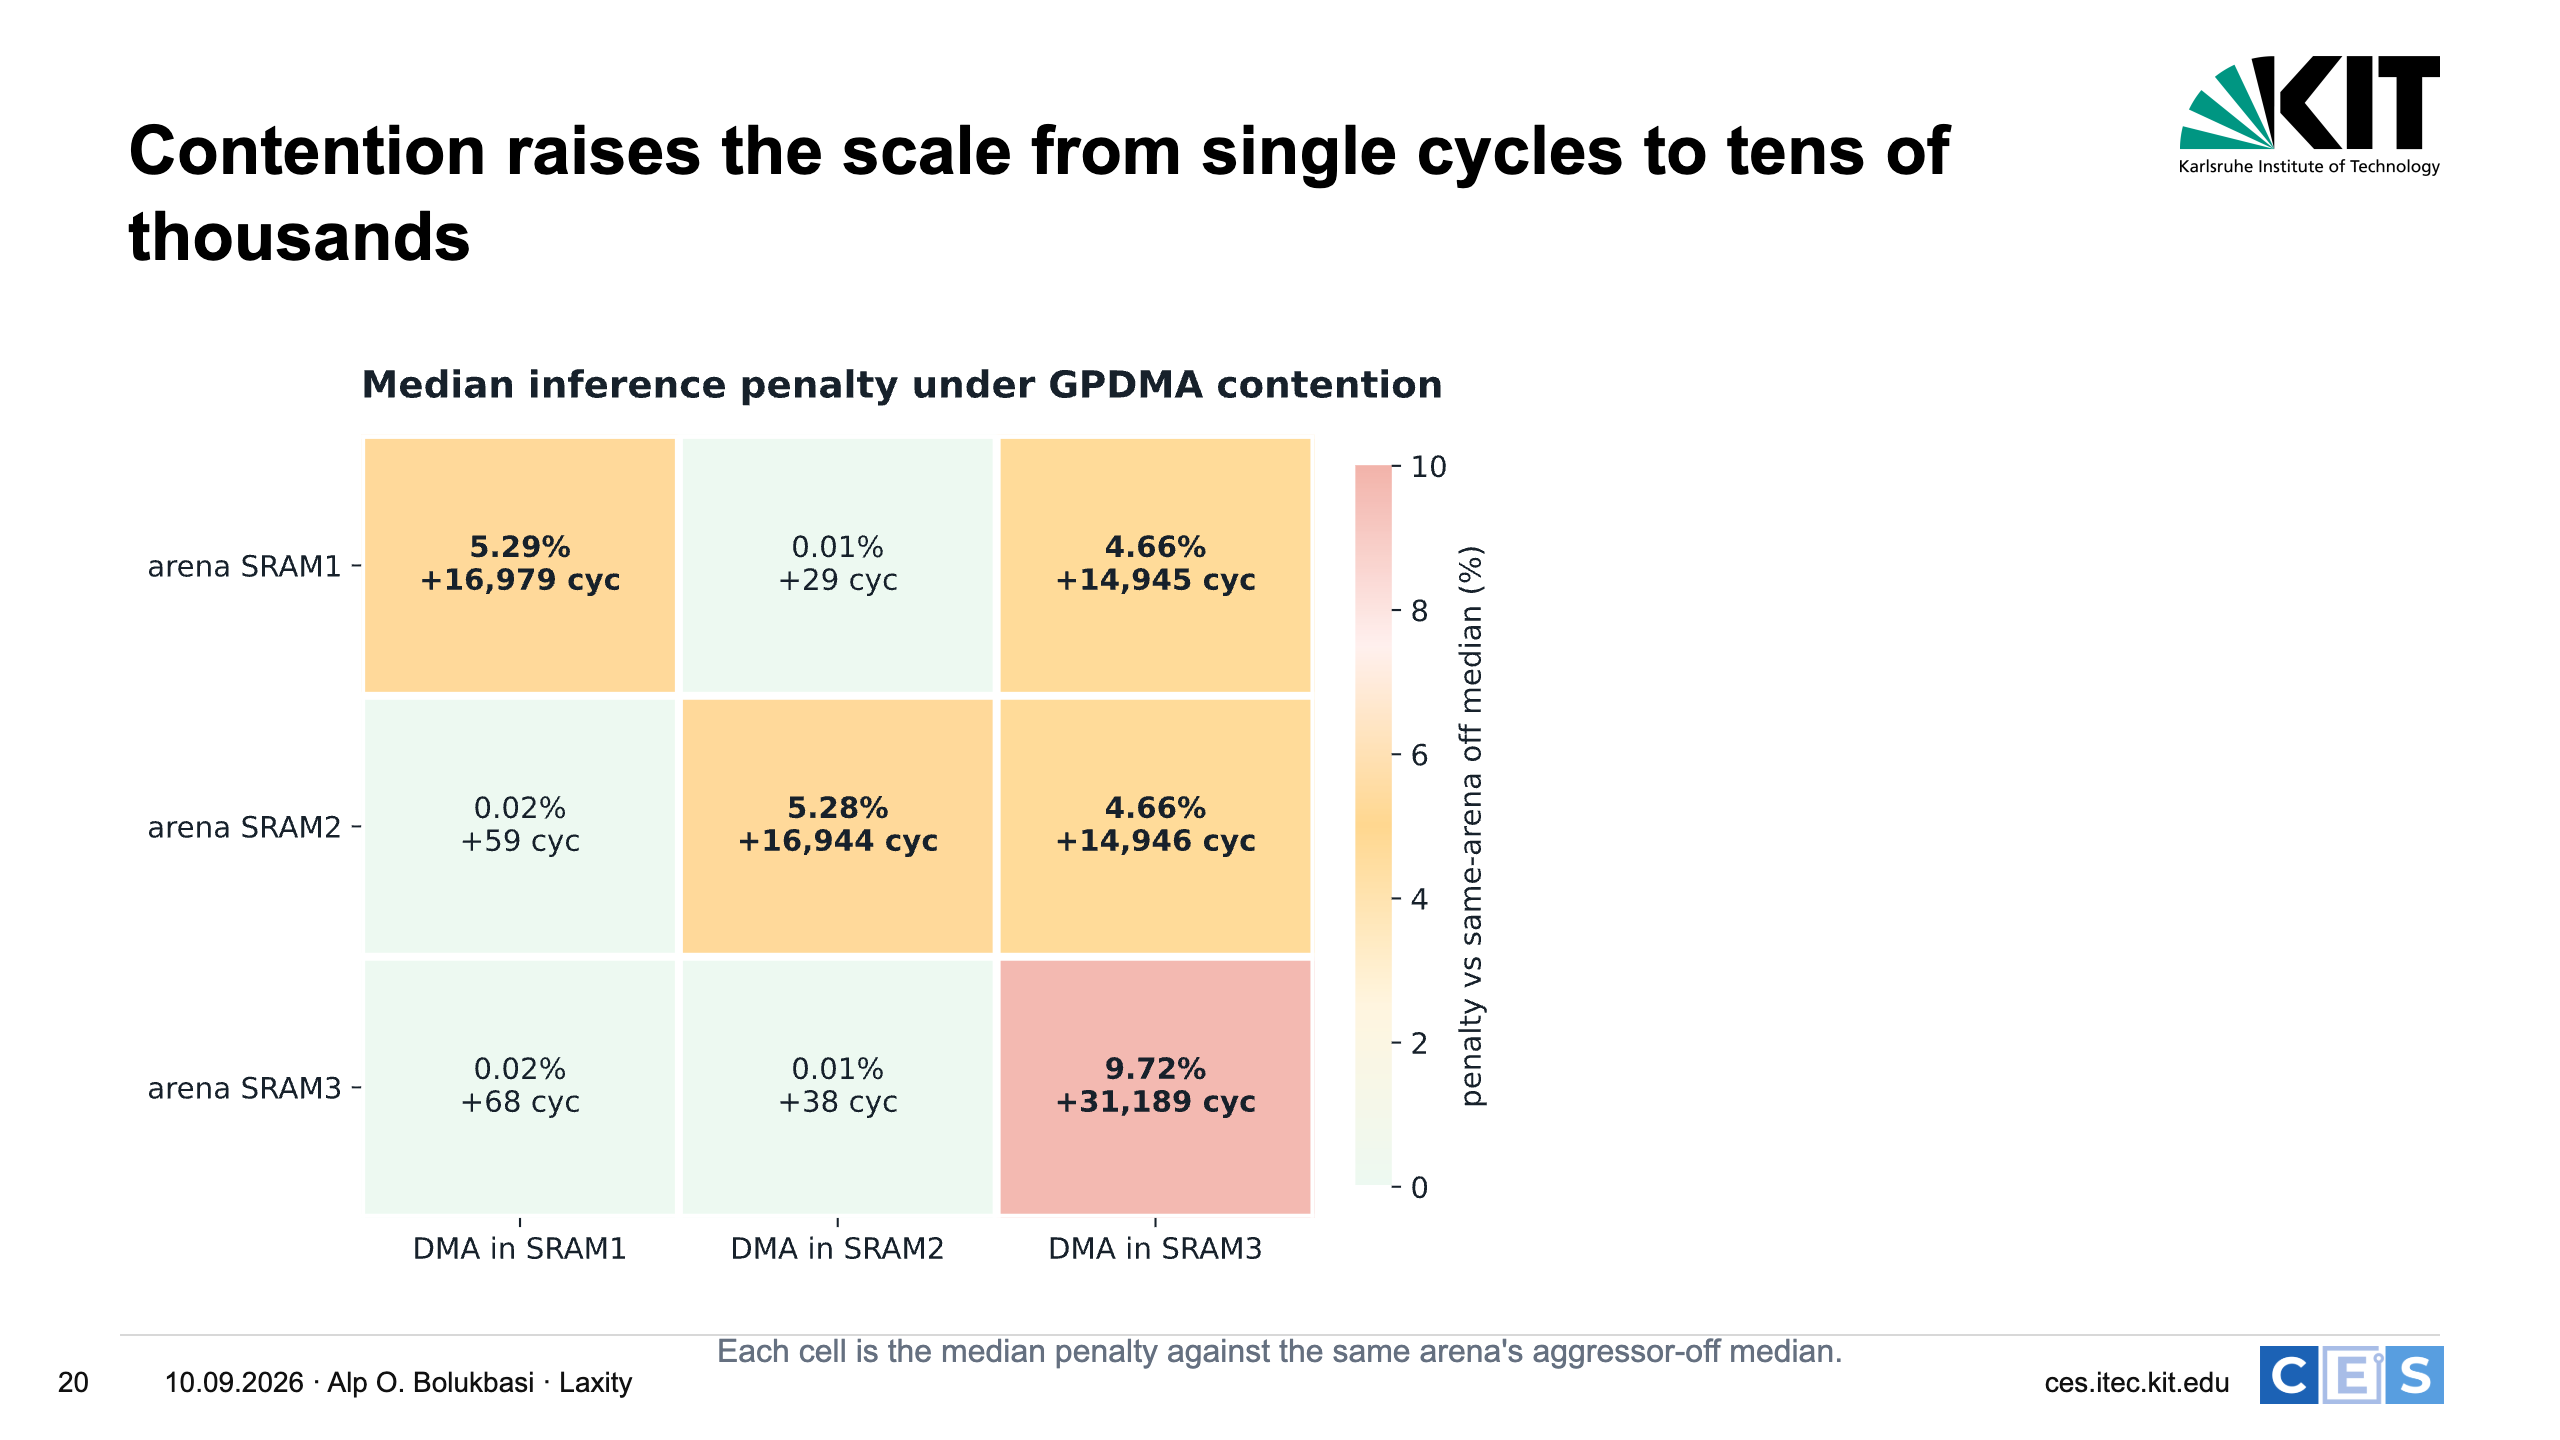 Contention raises the scale from single cycles to tens of
thousands
KIT
Karlsruhe Institute of Technology
Median inference penalty under GPDMA contention
arena SRAM1
5.29%
+16,979 cyc
0.01%
+29 cyc
4.66%
+14,945 cyc
arena SRAM2
0.02%
+59 cyc
5.28%
+16,944 cyc
4.66%
+14,946 cyc
arena SRAM3
0.02%
+68 cyc
0.01%
+38 cyc
9.72%
+31,189 cyc
DMA in SRAM1
DMA in SRAM2
DMA in SRAM3
10
8
6
4
2
0
penalty vs same-arena off median (%)
Each cell is the median penalty against the same arena's aggressor-off median.
20
10.09.2026 · Alp O. Bolukbasi · Laxity
ces.itec.kit.edu
CES